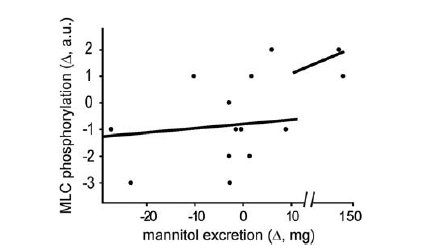 MLC phosphorylation (Δ, a.u.)
2
1
0
-1
-2
-3
-20 -10 0 10 150
mannitol excretion (Δ, mg)